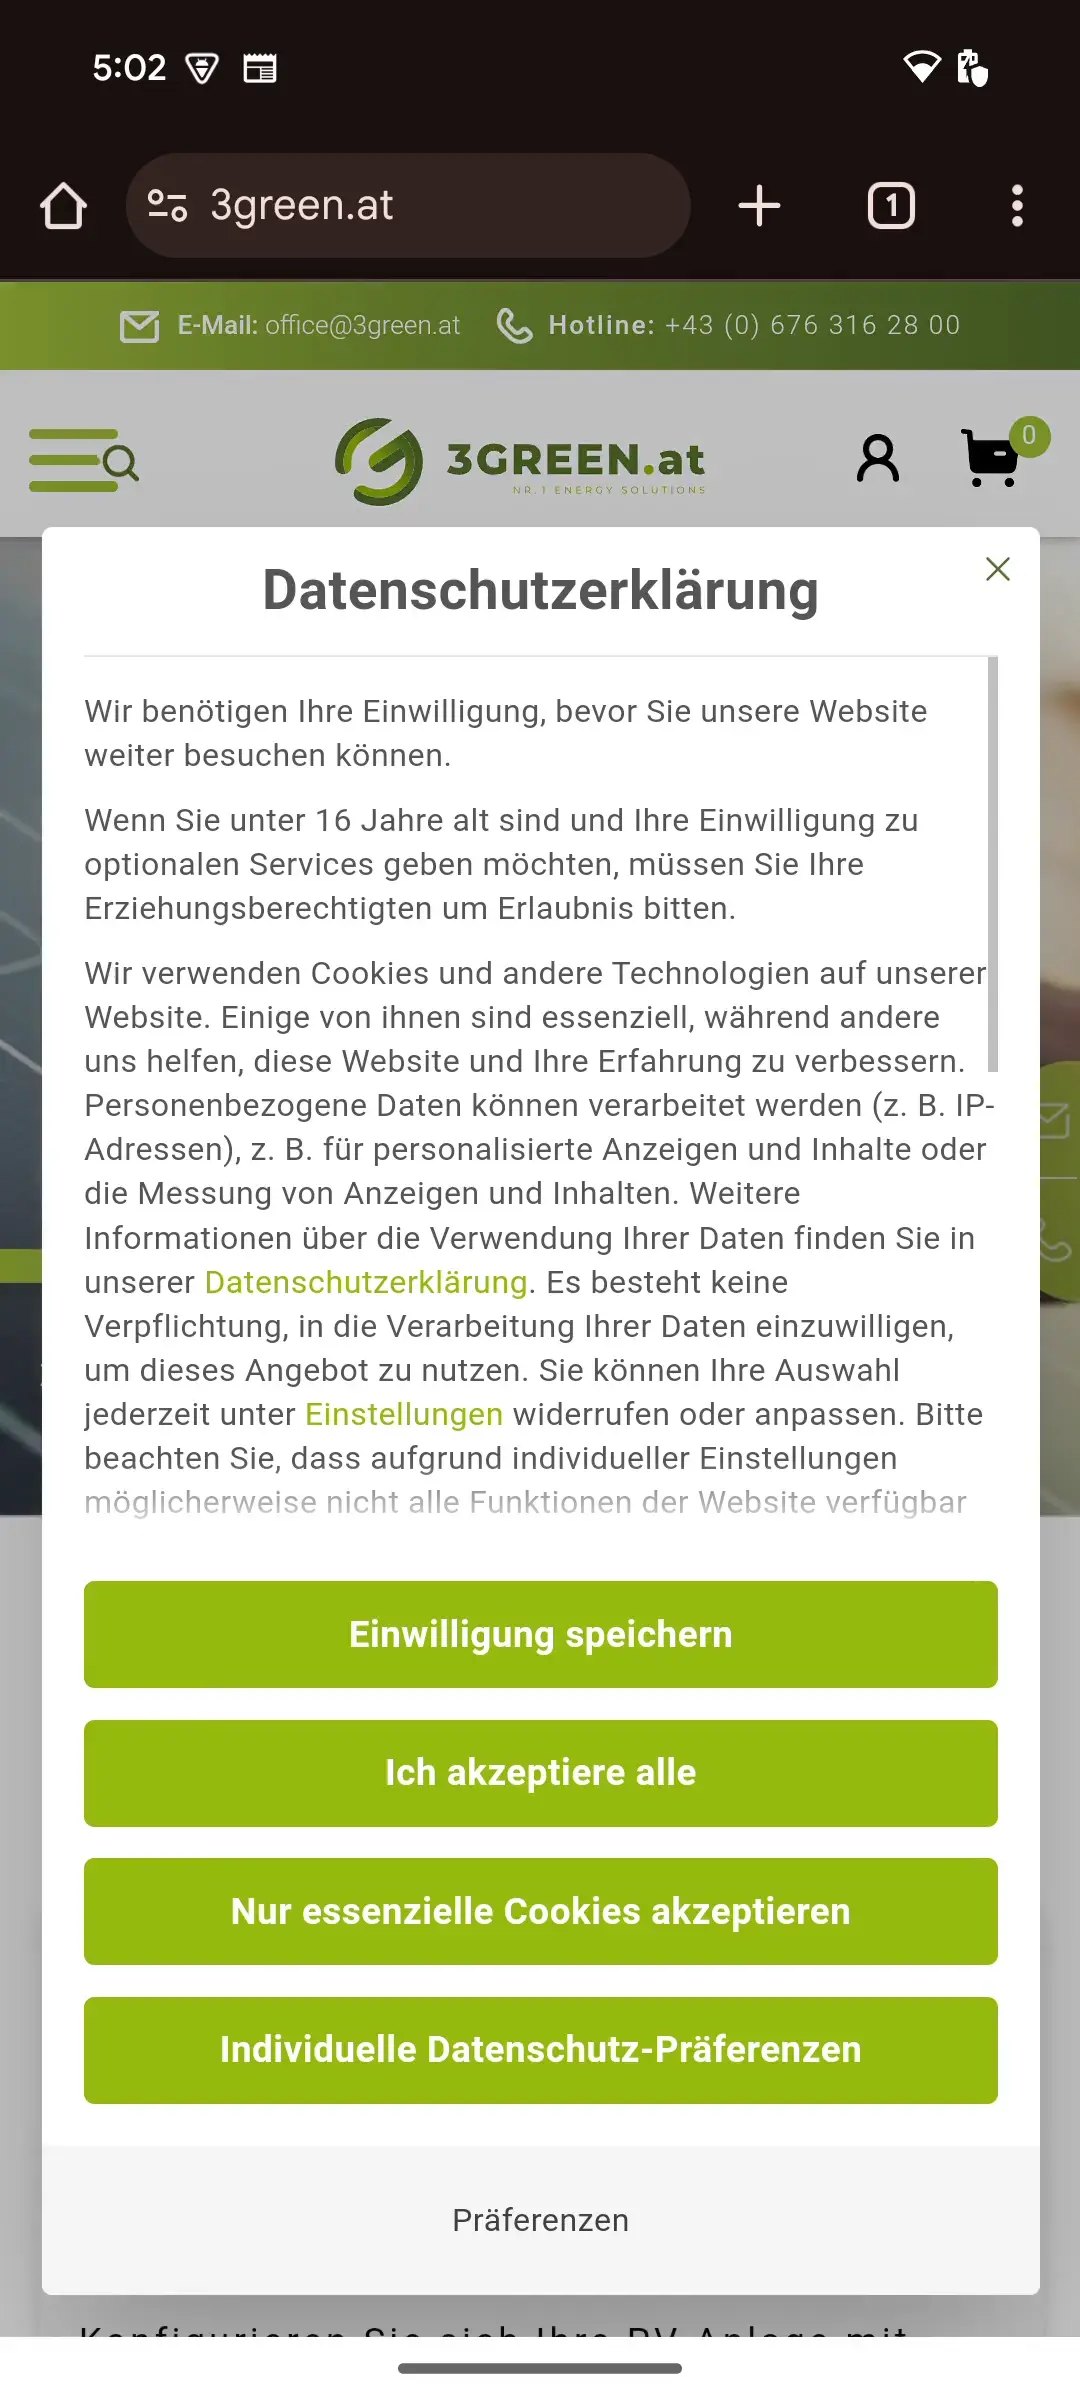 5:02
3green.at
1
E-Mail: office@3green.at
Hotline: +43 (0) 676 316 28 00
3GREEN.at
NR.1 ENERGY SOLUTIONS
0
Datenschutzerklärung
Wir benötigen Ihre Einwilligung, bevor Sie unsere Website
weiter besuchen können.
Wenn Sie unter 16 Jahre alt sind und Ihre Einwilligung zu
optionalen Services geben möchten, müssen Sie Ihre
Erziehungsberechtigten um Erlaubnis bitten.
Wir verwenden Cookies und andere Technologien auf unserer
Website. Einige von ihnen sind essenziell, während andere
uns helfen, diese Website und Ihre Erfahrung zu verbessern.
Personenbezogene Daten können verarbeitet werden (z. B. IP-
Adressen), z. B. für personalisierte Anzeigen und Inhalte oder
die Messung von Anzeigen und Inhalten. Weitere
Informationen über die Verwendung Ihrer Daten finden Sie in
unserer Datenschutzerklärung. Es besteht keine
Verpflichtung, in die Verarbeitung Ihrer Daten einzuwilligen,
um dieses Angebot zu nutzen. Sie können Ihre Auswahl
jederzeit unter Einstellungen widerrufen oder anpassen. Bitte
beachten Sie, dass aufgrund individueller Einstellungen
möglicherweise nicht alle Funktionen der Website verfügbar
Einwilligung speichern
Ich akzeptiere alle
Nur essenzielle Cookies akzeptieren
Individuelle Datenschutz-Präferenzen
Präferenzen
Konfigurieren Sie sich Ihre PV Anlage mit